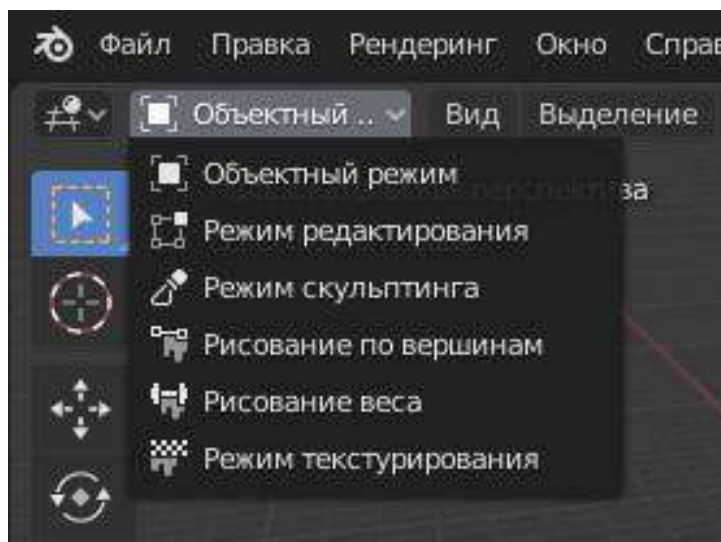 Файл Правка Рендеринг Окно Справ
Объектный .. Вид Выделение
Объектный режим
за
Режим редактирования
Режим скульптинга
Рисование по вершинам
Рисование веса
Режим текстурирования